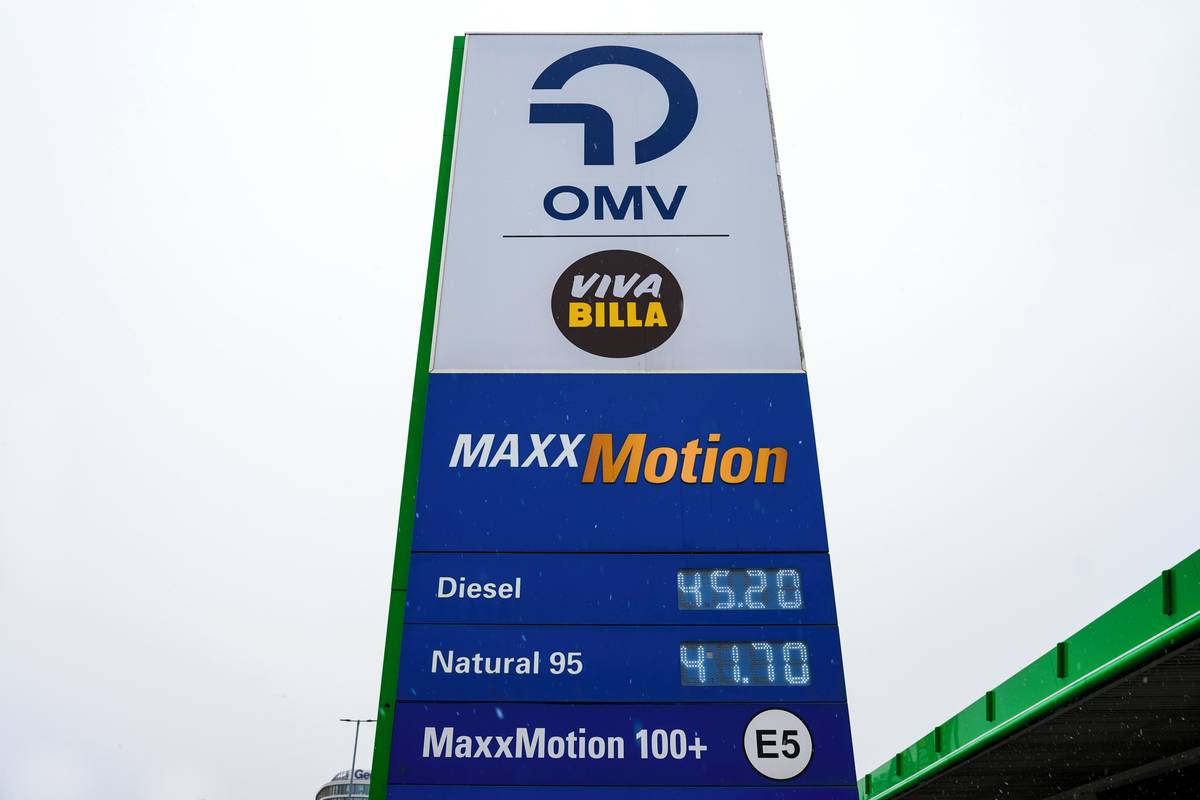 OMV
VIVA
BILLA
MAXXMotion
Diesel 45.20
Natural 95 41.70
MaxxMotion 100+ E5